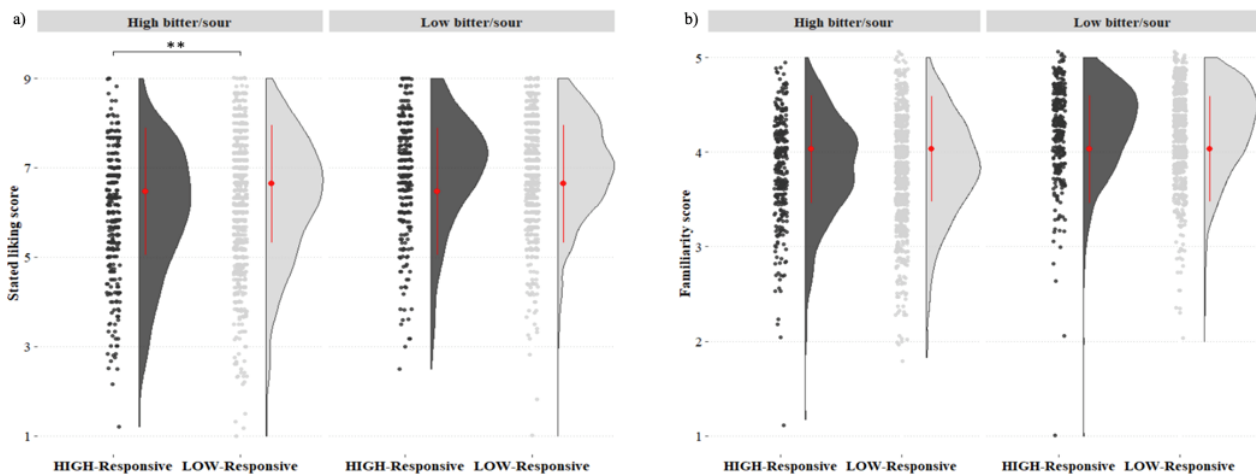 a)
High bitter/sour
Low bitter/sour
**
Stated liking score
9
7
5
3
1
HIGH-Responsive LOW-Responsive
HIGH-Responsive LOW-Responsive
b)
High bitter/sour
Low bitter/sour
Familiarity score
5
4
3
2
1
HIGH-Responsive LOW-Responsive
HIGH-Responsive LOW-Responsive